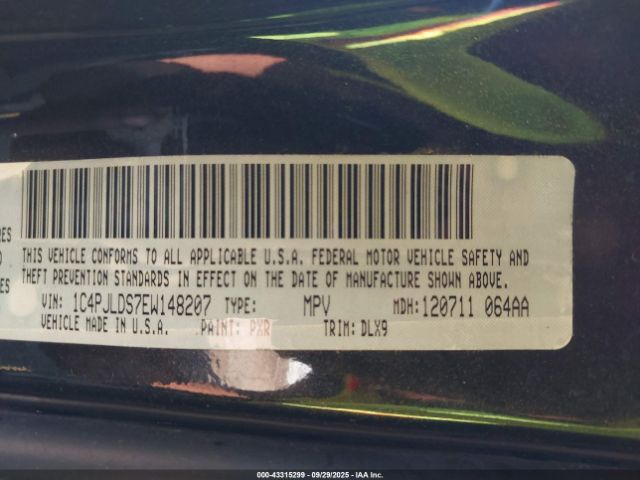 RES
THIS VEHICLE CONFORMS TO ALL APPLICABLE U.S.A. FEDERAL MOTOR VEHICLE SAFETY AND
THEFT PREVENTION STANDARDS IN EFFECT ON THE DATE OF MANUFACTURE SHOWN ABOVE.
ES
VIN: 1C4PJLDS7EW148207 TYPE: MPV MDH: 120711 064AA
VEHICLE MADE IN U.S.A. PAINT: PXR TRIM: DLX9
000-43315299 - 09/29/2025 - IAA Inc.